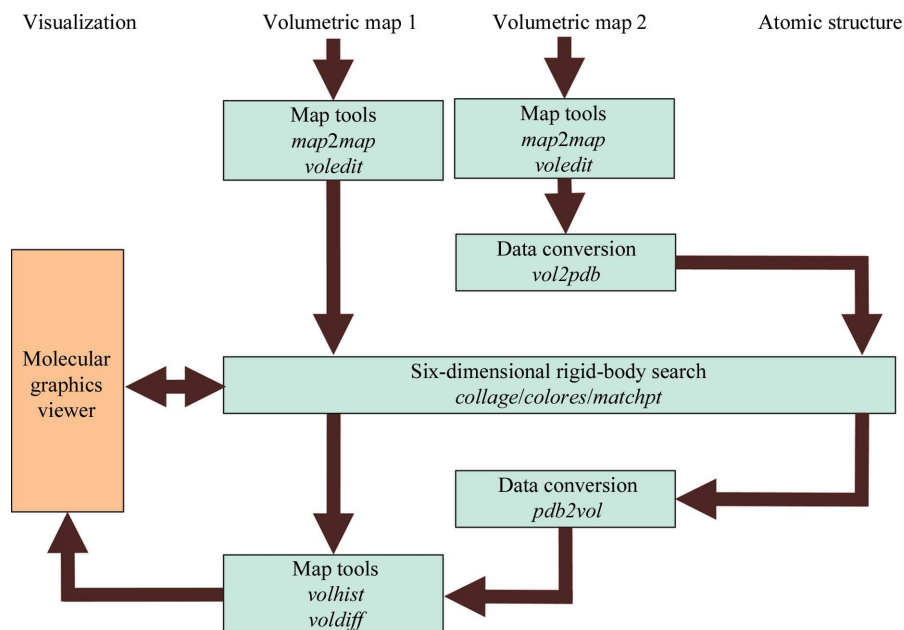 Visualization
Volumetric map 1
Volumetric map 2
Atomic structure
Map tools
map2map
voledit
Map tools
map2map
voledit
Data conversion
vol2pdb
Molecular
graphics
viewer
Six-dimensional rigid-body search
collage/colores/matchpt
Data conversion
pdb2vol
Map tools
volhist
voldiff